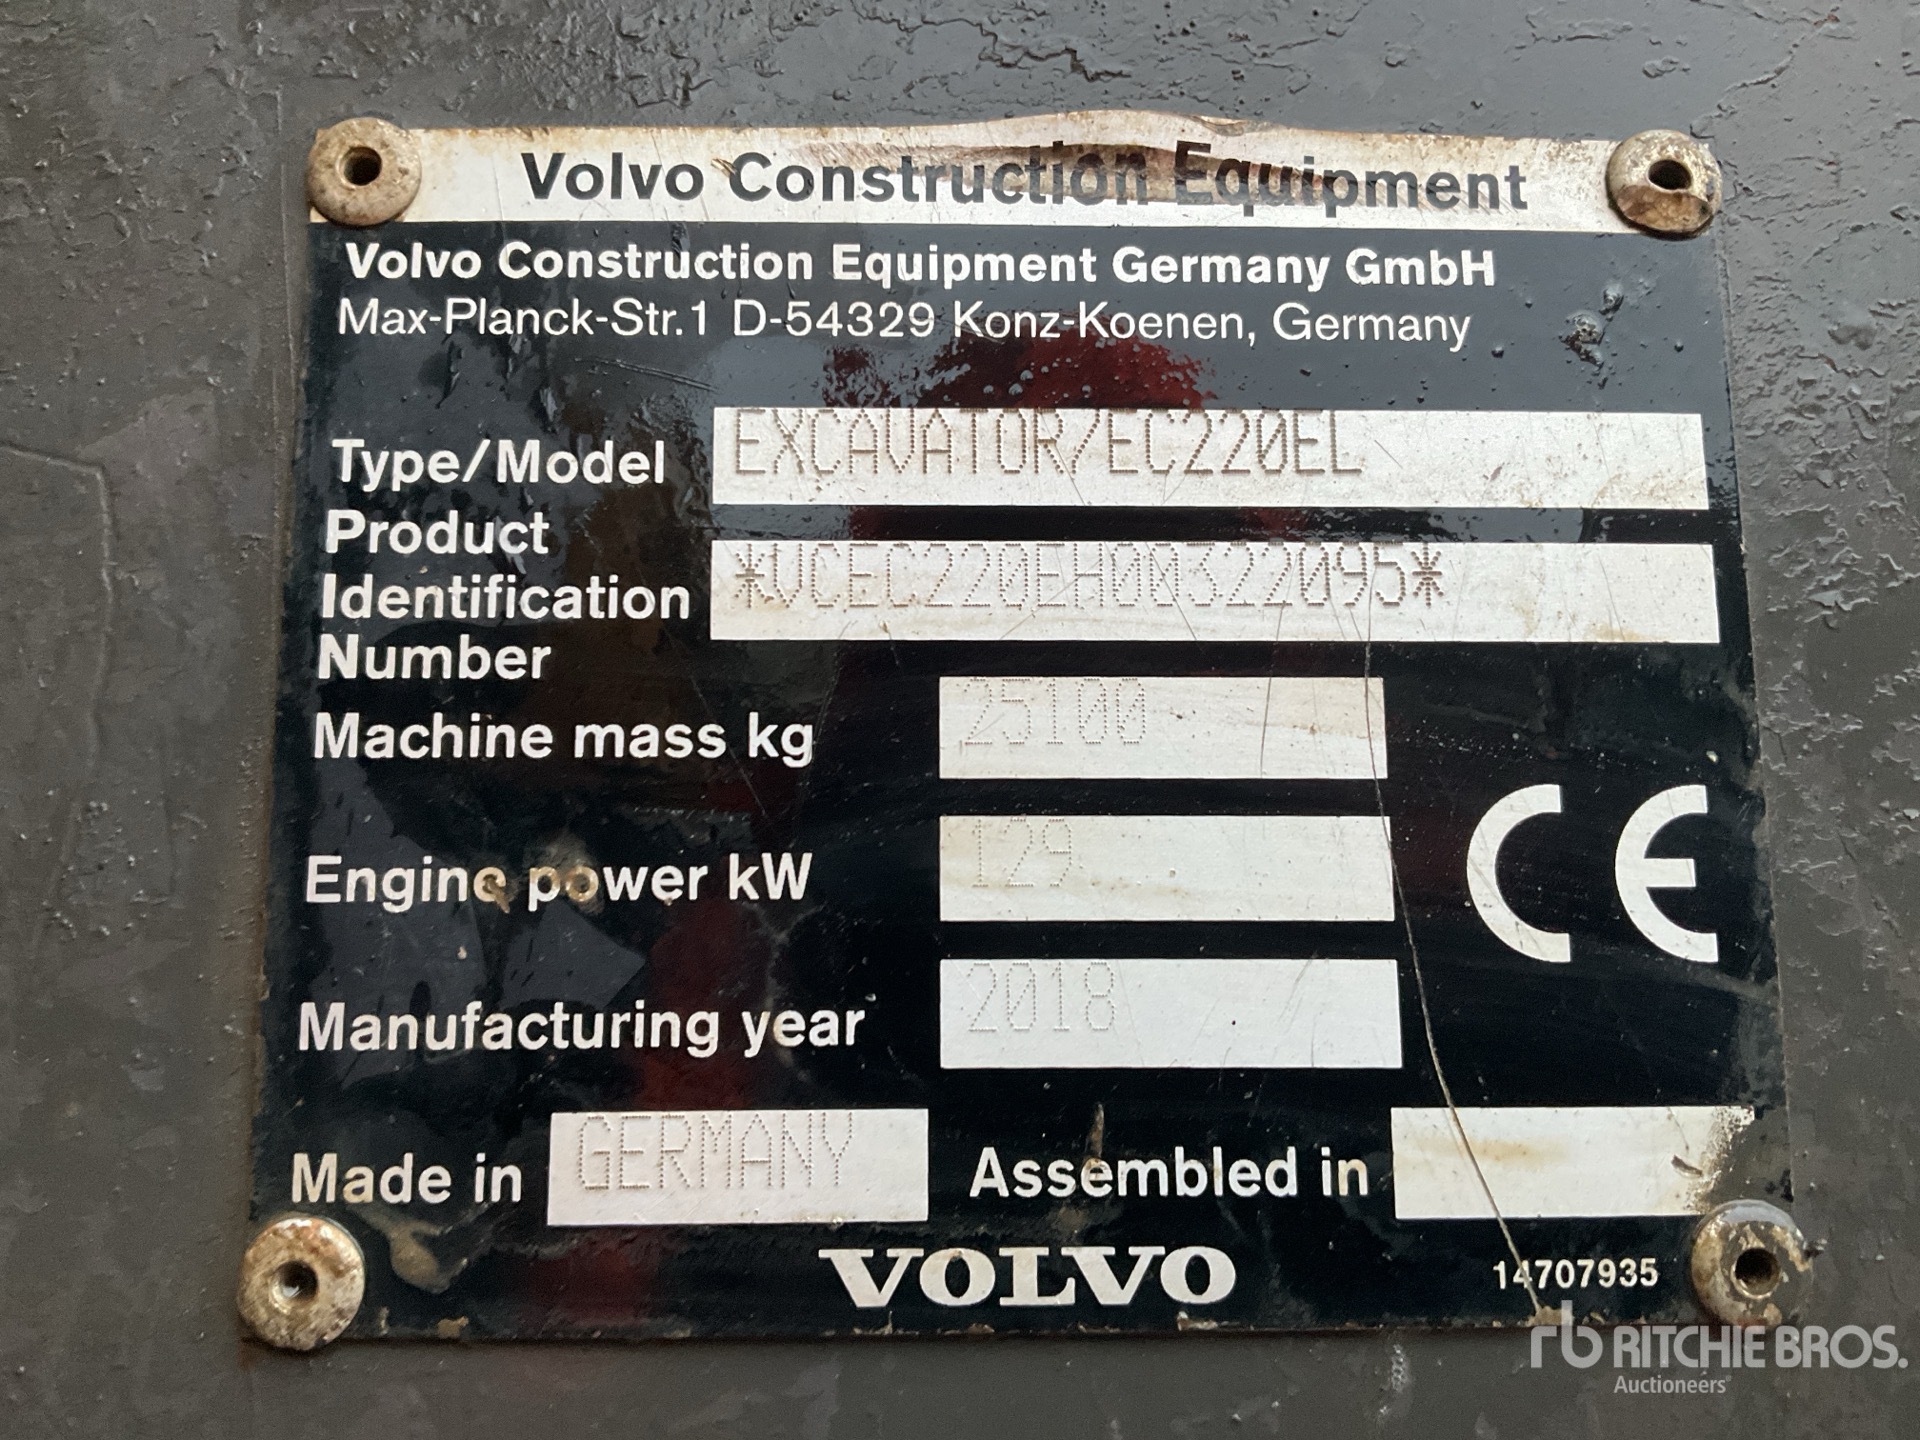 Volvo Construction Equipment
Volvo Construction Equipment Germany GmbH
Max-Planck-Str.1 D-54329 Konz-Koenen, Germany
Type/Model EXCAVATOR/EC220EL
Product Identification Number *VCEC220EH00322095*
Machine mass kg 25100
Engine power kW 129
Manufacturing year 2018
Made in GERMANY Assembled in
VOLVO
14707935
CE
rb RITCHIE BROS.
Auctioneers